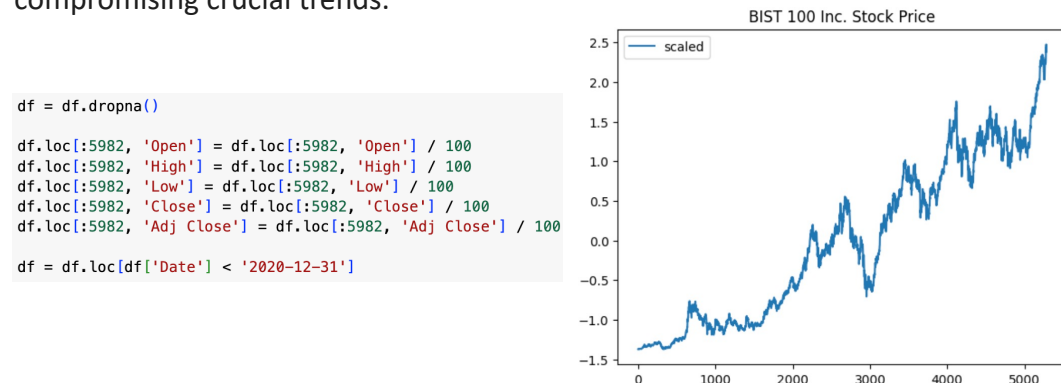 compromising crucial trends.
df = df.dropna()
df.loc[:5982, 'Open'] = df.loc[:5982, 'Open'] / 100
df.loc[:5982, 'High'] = df.loc[:5982, 'High'] / 100
df.loc[:5982, 'Low'] = df.loc[:5982, 'Low'] / 100
df.loc[:5982, 'Close'] = df.loc[:5982, 'Close'] / 100
df.loc[:5982, 'Adj Close'] = df.loc[:5982, 'Adj Close'] / 100
df = df.loc[df['Date'] < '2020-12-31']
BIST 100 Inc. Stock Price
scaled
2.5
2.0
1.5
1.0
0.5
0.0
−0.5
−1.0
−1.5
0 1000 2000 3000 4000 5000